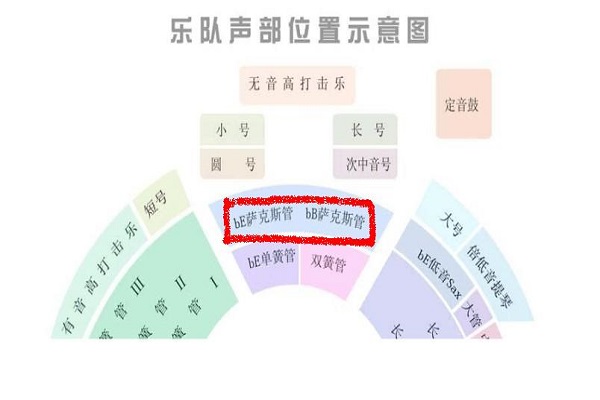 乐队声部位置示意图
无音高打击乐
定音鼓
小 号
长 号
圆 号
次中音号
短号
有音高打击乐
bE萨克斯管 bB萨克斯管
bE单簧管
双簧管
大号
倍低音提琴
bE低音Sax
大管
管 III
管 II
管 I
长
长